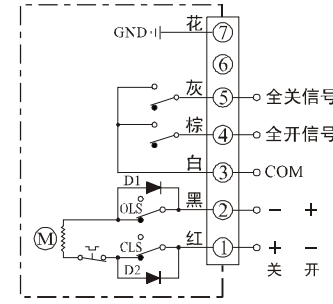 GND 花 7
6
灰 5 全关信号
棕 4 全开信号
白 3 COM
D1
OLS 黑 2 − +
M CLS 红 1 + −
D2 关 开